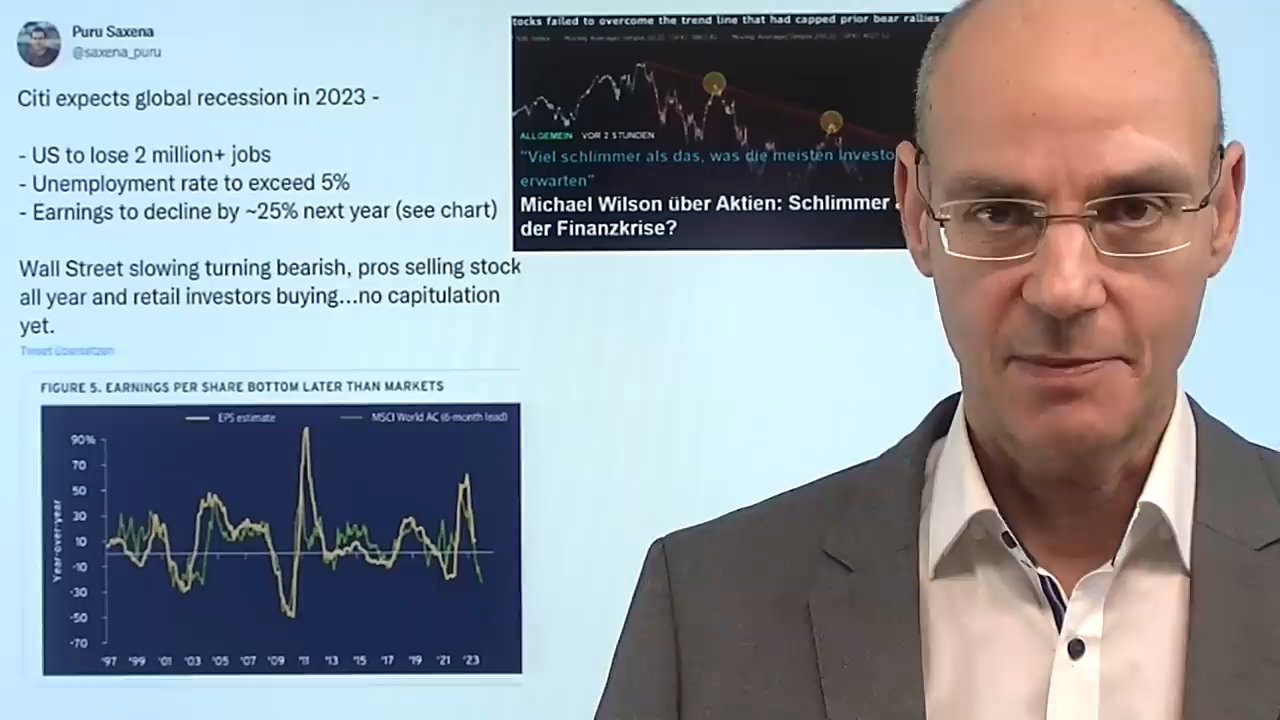 Puru Saxena
@saxena_puru
Citi expects global recession in 2023 -
- US to lose 2 million+ jobs
- Unemployment rate to exceed 5%
- Earnings to decline by ~25% next year (see chart)
Wall Street slowing turning bearish, pros selling stock
all year and retail investors buying...no capitulation
yet.
Tweet übersetzen
FIGURE 5. EARNINGS PER SHARE BOTTOM LATER THAN MARKETS
EPS estimate
MSCI World AC (6-month lead)
Year-over-year
90%
70
50
30
10
-10
-30
-50
-70
'97 '99 '01 '03 '05 '07 '09 '11 '13 '15 '17 '19 '21 '23
tocks failed to overcome the trend line that had capped prior bear rallies
ALLGEMEIN VOR 2 STUNDEN
"Viel schlimmer als das, was die meisten Investo
erwarten"
Michael Wilson über Aktien: Schlimmer
der Finanzkrise?